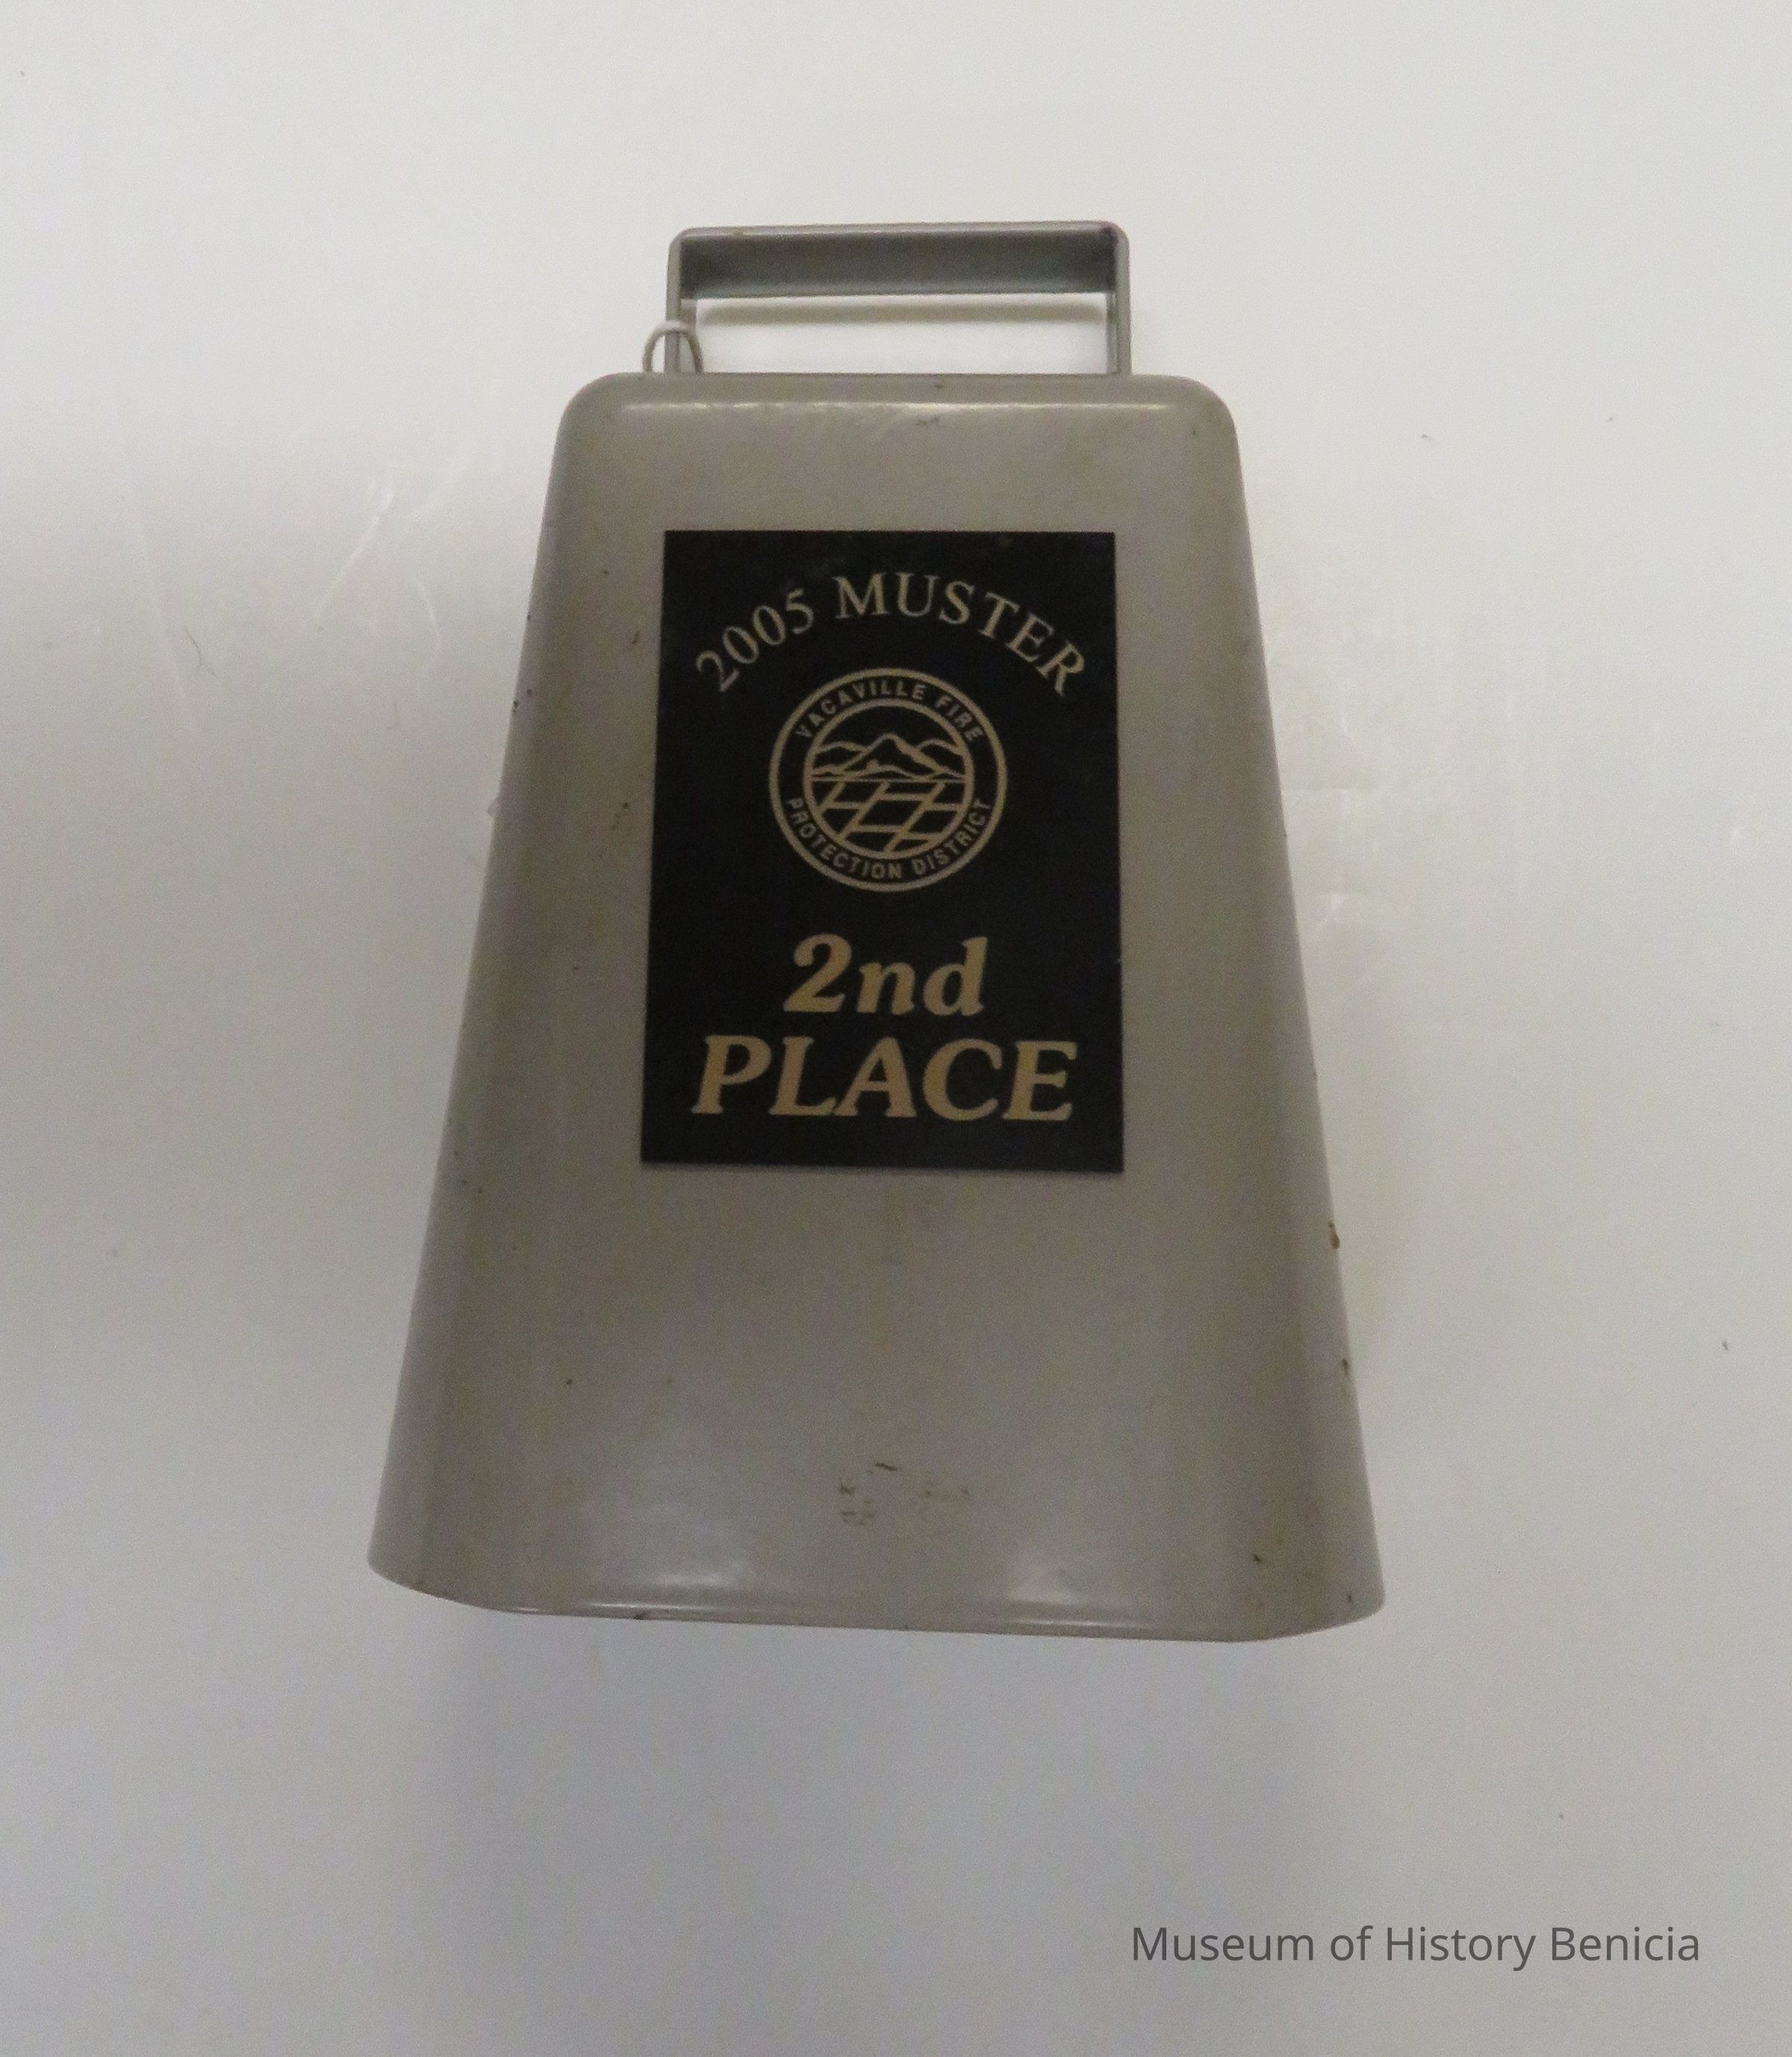 2005 MUSTER
VACAVILLE FIRE
PROTECTION DISTRICT
2nd
PLACE
Museum of History Benicia